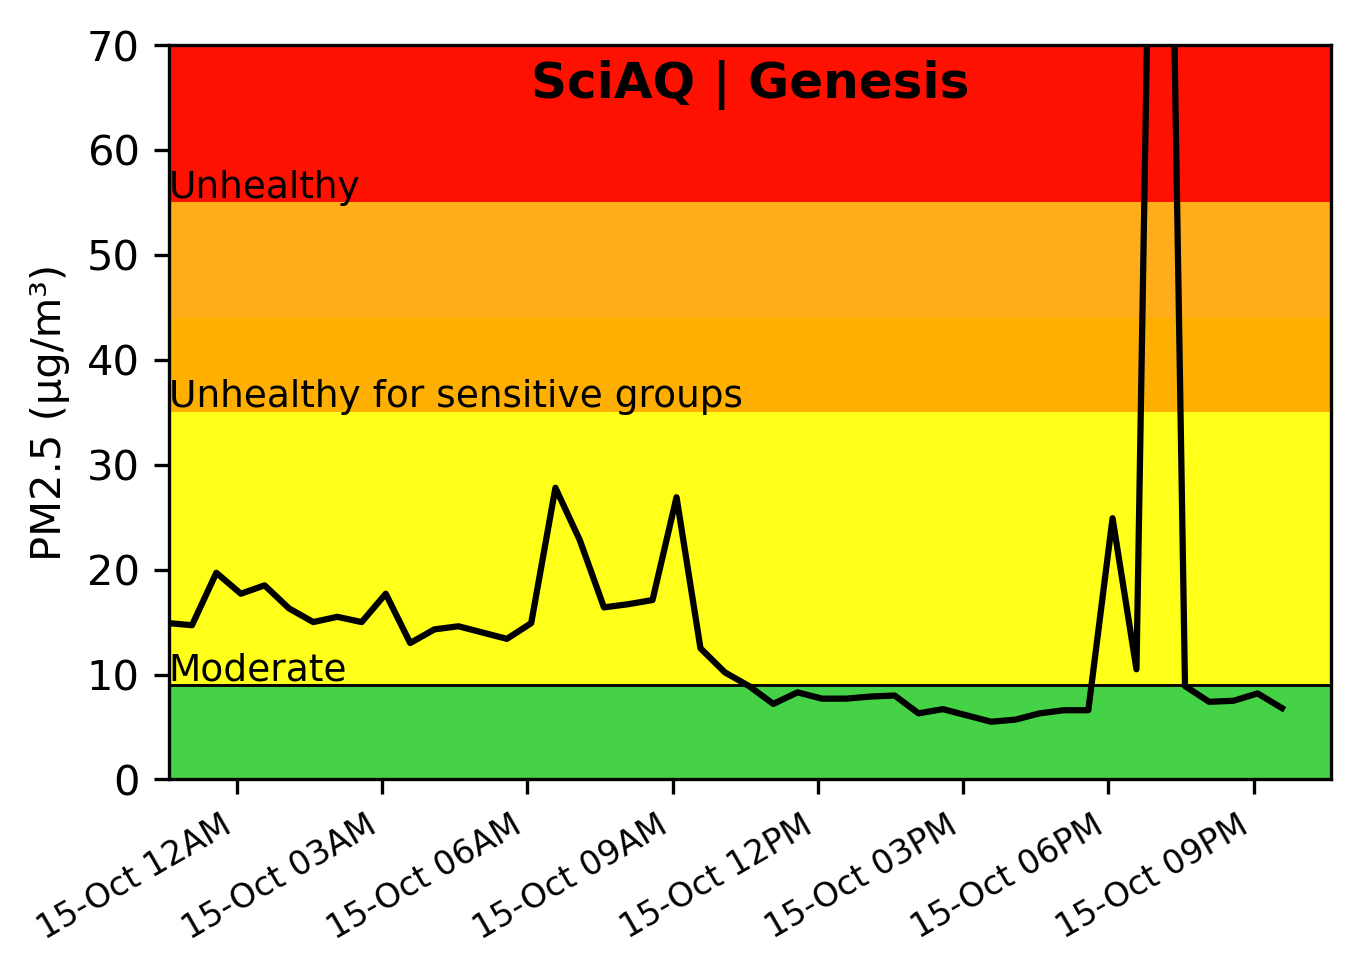 SciAQ | Genesis
PM2.5 (µg/m³)
70
60
Unhealthy
50
40
Unhealthy for sensitive groups
30
20
Moderate
10
0
15-Oct 12AM
15-Oct 03AM
15-Oct 06AM
15-Oct 09AM
15-Oct 12PM
15-Oct 03PM
15-Oct 06PM
15-Oct 09PM